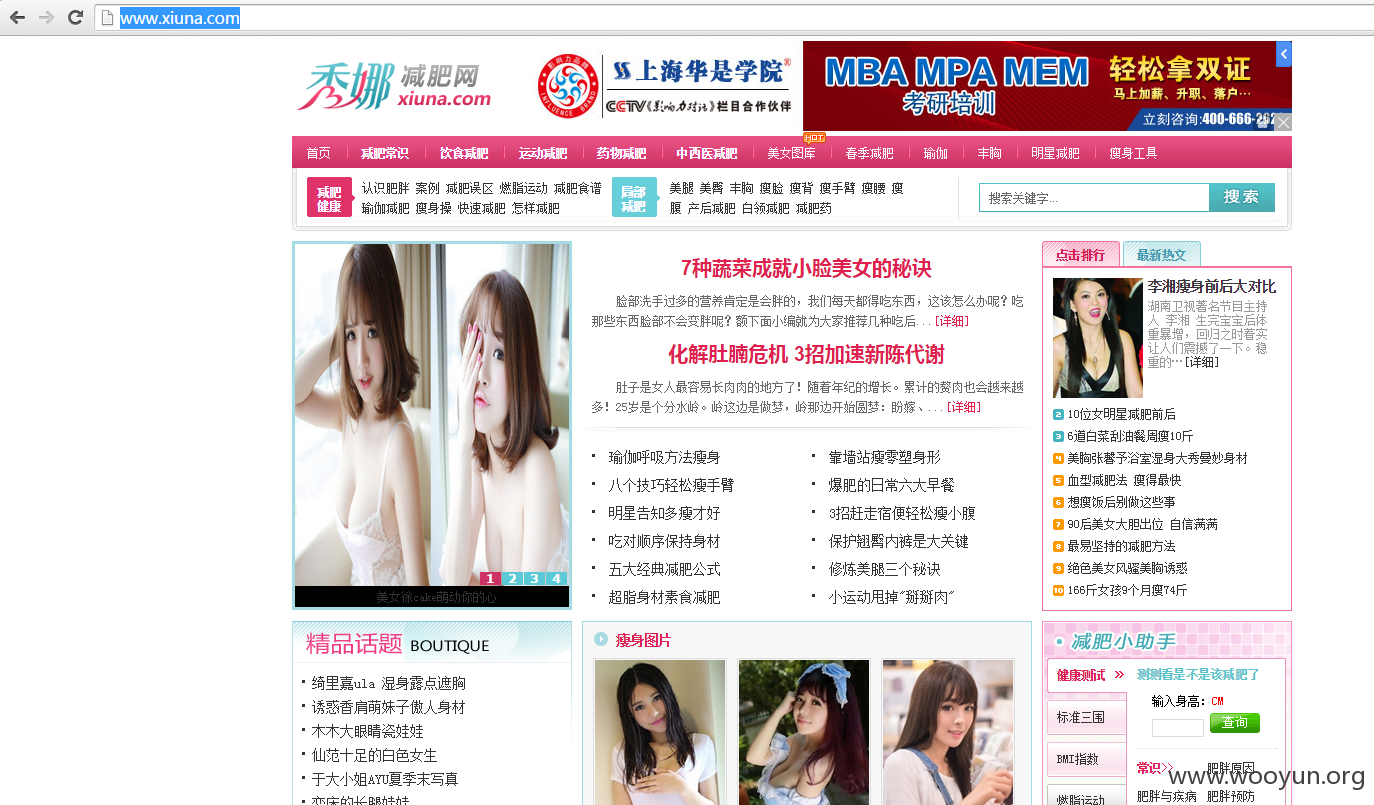 www.xiuna.com
秀娜 减肥网
xiuna.com
影响力品牌
INFLUENCE BRAND
上海华是学院®
CCTV《影响力对话》栏目合作伙伴
MBA MPA MEM
考研培训
轻松拿双证
马上加薪、升职、落户…
立刻咨询:400-666-262
HOT
首页 减肥常识 饮食减肥 运动减肥 药物减肥 中西医减肥 美女图库 春季减肥 瑜伽 丰胸 明星减肥 瘦身工具
减肥健康
认识肥胖 案例 减肥误区 燃脂运动 减肥食谱
瑜伽减肥 瘦身操 快速减肥 怎样减肥
局部减肥
美腿 美臀 丰胸 瘦脸 瘦背 瘦手臂 瘦腰 瘦
腹 产后减肥 白领减肥 减肥药
搜索关键字...
搜 索
1 2 3 4
美女徐cake萌动你的心
7种蔬菜成就小脸美女的秘诀
脸部洗手过多的营养肯定是会胖的，我们每天都得吃东西，这该怎么办呢？吃
那些东西脸部不会变胖呢？额下面小编就为大家推荐几种吃后...[详细]
化解肚腩危机 3招加速新陈代谢
肚子是女人最容易长肉肉的地方了！随着年纪的增长。累计的赘肉也会越来越
多！25岁是个分水岭。岭这边是做梦，岭那边开始圆梦：盼嫁、...[详细]
· 瑜伽呼吸方法瘦身
· 靠墙站瘦零塑身形
· 八个技巧轻松瘦手臂
· 爆肥的日常六大早餐
· 明星告知多瘦才好
· 3招赶走宿便轻松瘦小腹
· 吃对顺序保持身材
· 保护翘臀内裤是大关键
· 五大经典减肥公式
· 修炼美腿三个秘诀
· 超脂身材素食减肥
· 小运动甩掉"掰掰肉"
点击排行 最新热文
李湘瘦身前后大对比
湖南卫视著名节目主持
人 李湘 生完宝宝后体
重暴增，回归之时着实
让人们震撼了一下。稳
重的…[详细]
2 10位女明星减肥前后
3 6道白菜刮油餐周瘦10斤
4 美胸张馨予浴室湿身大秀曼妙身材
5 血型减肥法 瘦得最快
6 想瘦饭后别做这些事
7 90后美女大胆出位 自信满满
8 最易坚持的减肥方法
9 绝色美女风骚美胸诱惑
10 166斤女孩9个月瘦74斤
精品话题 BOUTIQUE
· 绮里嘉ula 湿身露点遮胸
· 诱惑香肩萌妹子傲人身材
· 木木大眼睛瓷娃娃
· 仙范十足的白色女生
· 于大小姐AYU夏季末写真
· 恋床的长腿娃娃
瘦身图片
减肥小助手
健康测试 »
测测看是不是该减肥了
输入身高: CM
查询
标准三围
BMI指数
燃脂运动
常识>> 肥胖原因
肥胖与疾病 肥胖预防
www.wooyun.org